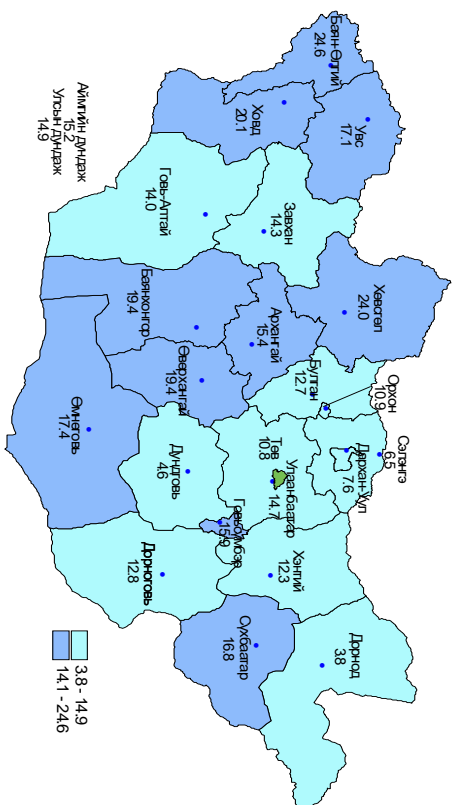 Сэлэнгэ
6.5
Орхон
10.9
Дархан-Уул
7.6
Хөвсгөл
24.0
Увс
17.1
Баян-Өлгий
24.6
Дорнод
3.8
Булган
12.7
Завхан
14.3
Ховд
20.1
Архангай
15.4
Улаанбаатар
14.7
Төв
10.8
Хэнтий
12.3
Сүхбаатар
16.8
Говьсүмбэр
15.9
Говь-Алтай
14.0
Баянхонгор
19.4
Өверхангай
19.4
Дундговь
4.6
Дорноговь
12.8
Өмнөговь
17.4
Аймгийн дундаж
15.2
Улсын дундаж
14.9
3.8 - 14.9
14.1 - 24.6